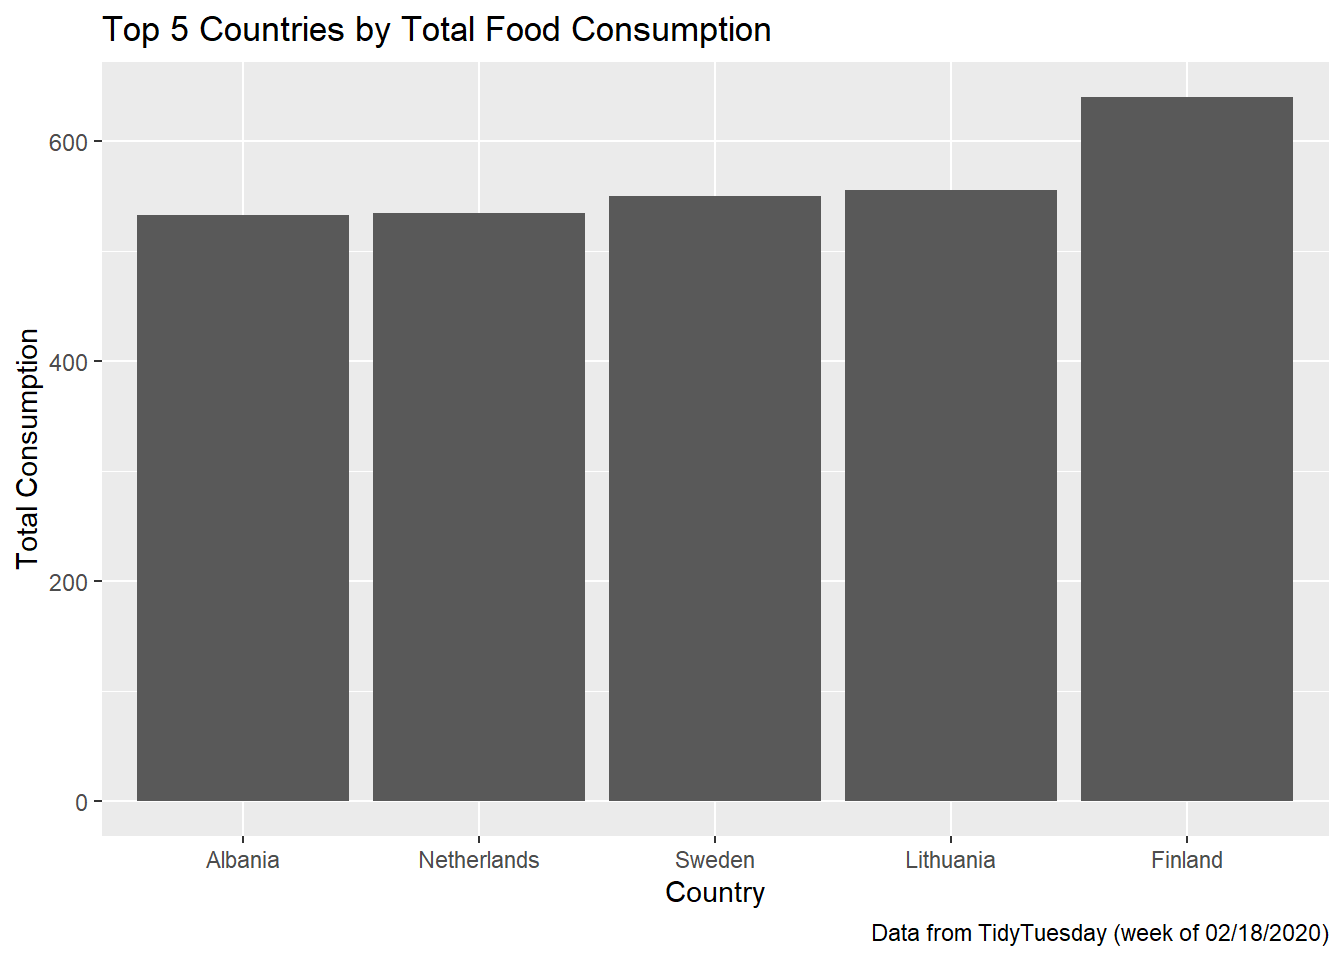 Top 5 Countries by Total Food Consumption
Total Consumption
600
400
200
0
Albania Netherlands Sweden Lithuania Finland
Country
Data from TidyTuesday (week of 02/18/2020)